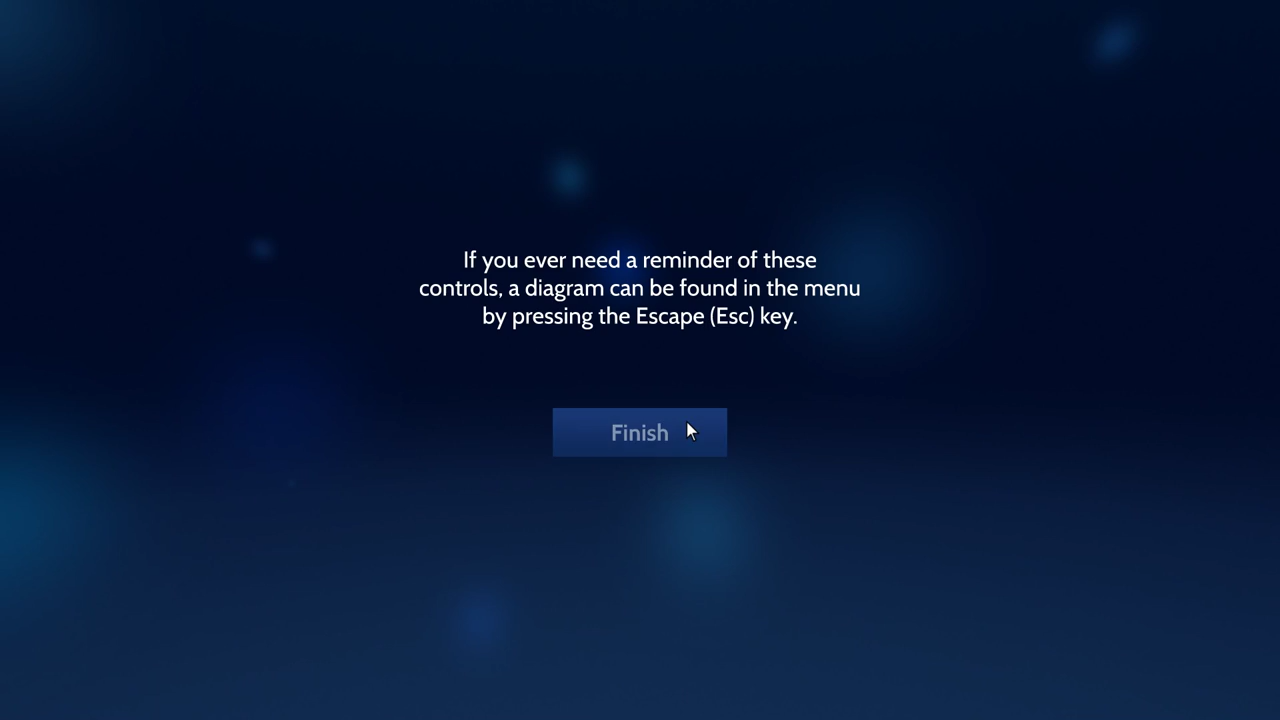 If you ever need a reminder of these
controls, a diagram can be found in the menu
by pressing the Escape (Esc) key.
Finish